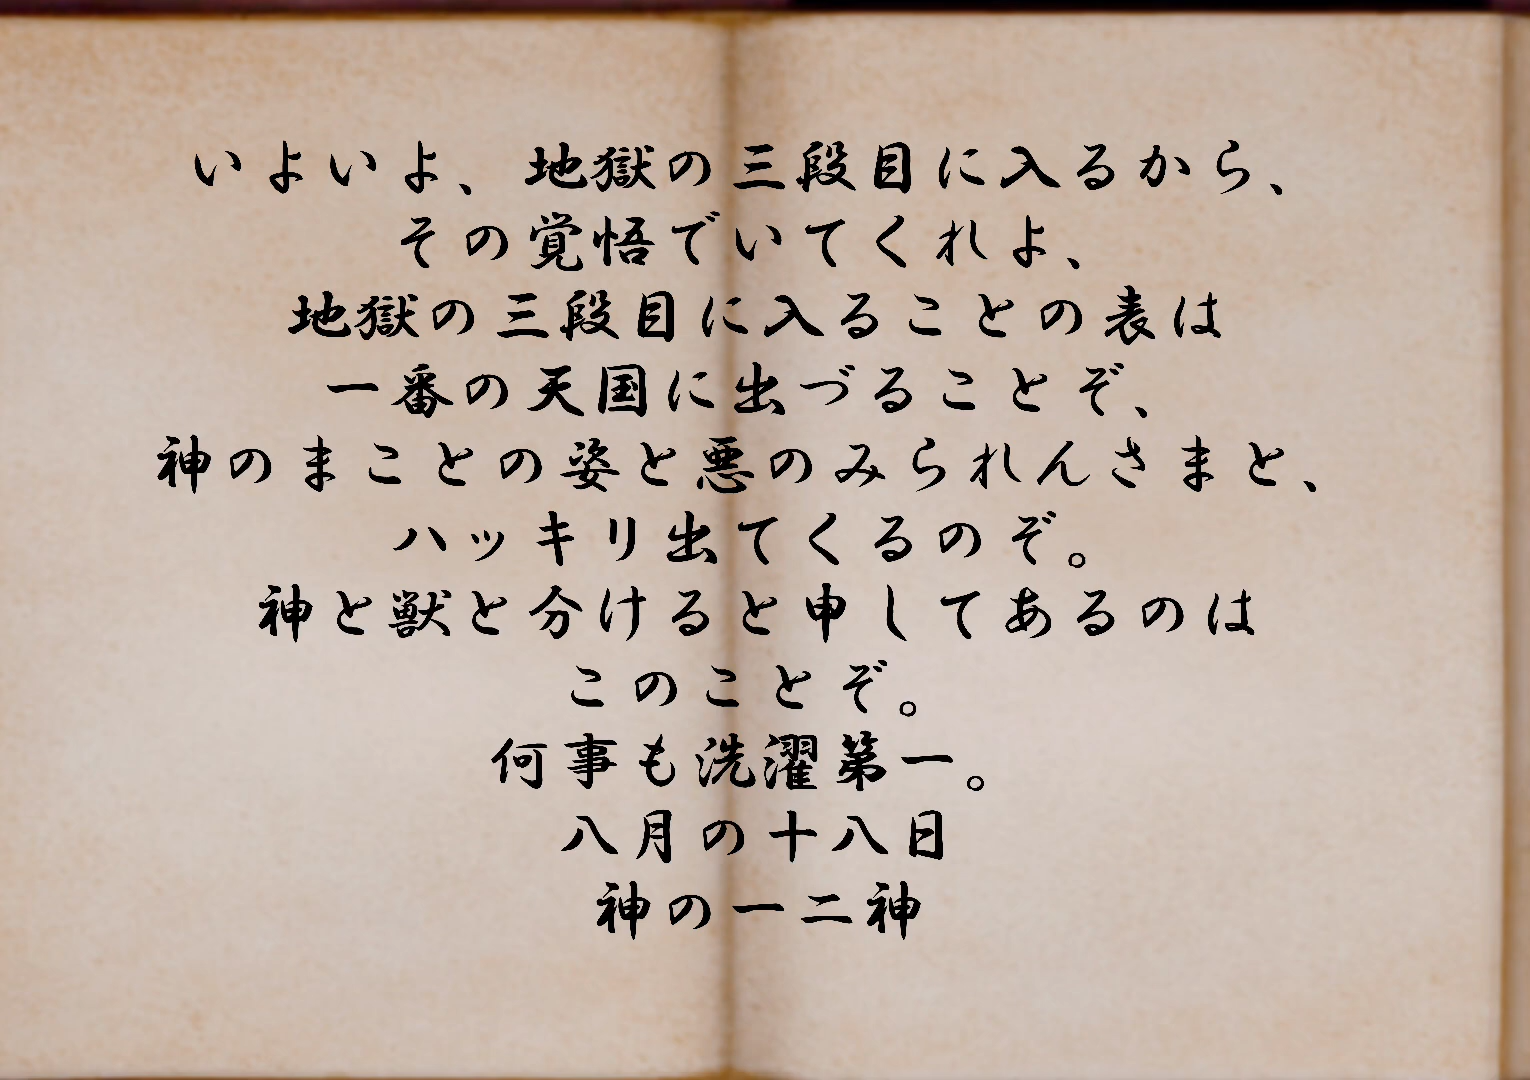 いよいよ、地獄の三段目に入るから、
その覚悟でいてくれよ、
地獄の三段目に入ることの表は
一番の天国に出づることぞ、
神のまことの姿と悪のみられんさまと、
ハッキリ出てくるのぞ。
神と獣と分けると申してあるのは
このことぞ。
何事も洗濯第一。
八月の十八日
神の一二神